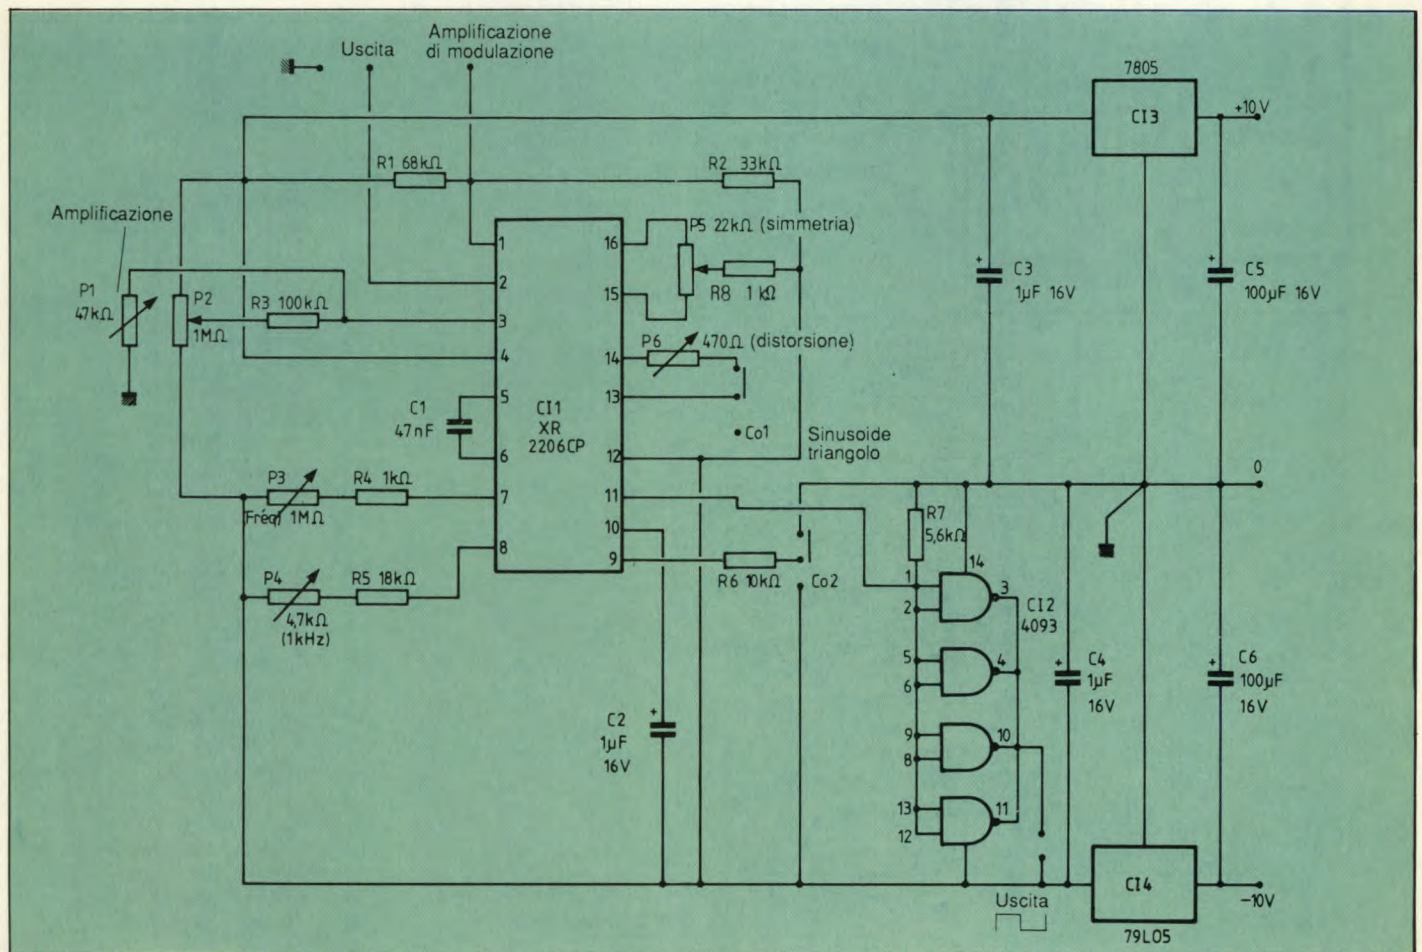 Amplificazione
di modulazione
Uscita
7805
CI3
+10V
R1 68kΩ
R2 33kΩ
Amplificazione
P5 22kΩ (simmetria)
1
16
2
15
R8 1kΩ
C3
1µF 16V
C5
100µF 16V
P1
47kΩ
P2
1MΩ
R3 100kΩ
3
4
14
P6
470Ω (distorsione)
13
5
C1
47nF
6
CI1
XR
2206CP
Co1
Sinusoide
triangolo
12
0
P3
Fréq
1MΩ
R4 1kΩ
7
11
10
R7
5,6kΩ
8
9
R6 10kΩ
Co2
P4
4,7kΩ
(1kHz)
R5 18kΩ
1
2
14
3
CI2
4093
5
6
4
C4
1µF
16V
C6
100µF
16V
C2
1µF
16V
9
8
10
13
12
11
CI4
-10V
Uscita
79L05